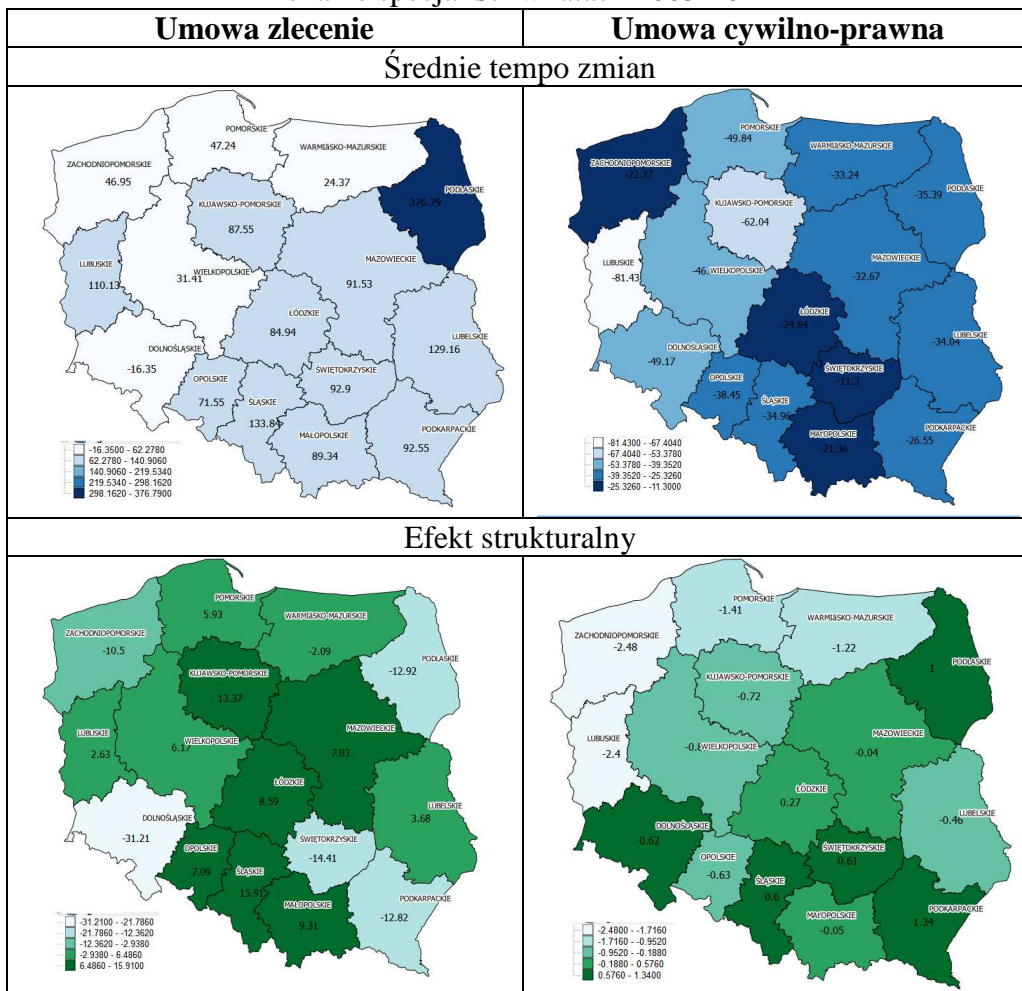 Umowa zlecenie Umowa cywilno-prawna
Średnie tempo zmian
POMORSKIE
47.24
WARMIăSKO-MAZURSKIE
24.37
ZACHODNIOPOMORSKIE
46.95
PODLASKIE
376.79
KUJAWSKO-POMORSKIE
87.55
LUBUSKIE
110.13
WIELKOPOLSKIE
31.41
MAZOWIECKIE
91.53
ŁÓDZKIE
84.94
LUBELSKIE
129.16
DOLNOŚLĄSKIE
-16.35
OPOLSKIE
71.55
ŚLĄSKIE
133.84
ŚWIĘTOKRZYSKIE
92.9
MAŁOPOLSKIE
89.34
PODKARPACKIE
92.55
-16.3500 - 62.2780
62.2780 - 140.9060
140.9060 - 219.5340
219.5340 - 298.1620
298.1620 - 376.7900
POMORSKIE
-49.84
WARMIăSKO-MAZURSKIE
-33.24
ZACHODNIOPOMORSKIE
-22.37
PODLASKIE
-35.39
KUJAWSKO-POMORSKIE
-62.04
LUBUSKIE
-81.43
-46. WIELKOPOLSKIE
MAZOWIECKIE
-32.67
ŁÓDZKIE
-24.64
LUBELSKIE
-34.04
DOLNOŚLĄSKIE
-49.17
OPOLSKIE
-38.45
ŚLĄSKIE
-34.96
ŚWIĘTOKRZYSKIE
-11.3
MAŁOPOLSKIE
-21.36
PODKARPACKIE
-26.55
-81.4300 - -67.4040
-67.4040 - -53.3780
-53.3780 - -39.3520
-39.3520 - -25.3260
-25.3260 - -11.3000
Efekt strukturalny
POMORSKIE
5.93
WARMIăSKO-MAZURSKIE
-2.09
ZACHODNIOPOMORSKIE
-10.5
PODLASKIE
-12.92
KUJAWSKO-POMORSKIE
13.37
LUBUSKIE
2.63
WIELKOPOLSKIE
6.17
MAZOWIECKIE
7.03
ŁÓDZKIE
8.59
LUBELSKIE
3.68
DOLNOŚLĄSKIE
-31.21
OPOLSKIE
7.09
ŚLĄSKIE
15.91
ŚWIĘTOKRZYSKIE
-14.41
MAŁOPOLSKIE
9.31
PODKARPACKIE
-12.82
-31.2100 - -21.7860
-21.7860 - -12.3620
-12.3620 - -2.9380
-2.9380 - 6.4860
6.4860 - 15.9100
POMORSKIE
-1.41
WARMIăSKO-MAZURSKIE
-1.22
ZACHODNIOPOMORSKIE
-2.48
PODLASKIE
1
KUJAWSKO-POMORSKIE
-0.72
LUBUSKIE
-2.4
WIELKOPOLSKIE
MAZOWIECKIE
-0.04
ŁÓDZKIE
0.27
LUBELSKIE
-0.46
DOLNOŚLĄSKIE
0.62
OPOLSKIE
-0.63
ŚLĄSKIE
0.6
ŚWIĘTOKRZYSKIE
0.61
MAŁOPOLSKIE
-0.05
PODKARPACKIE
1.34
-2.4800 - -1.7160
-1.7160 - -0.9520
-0.9520 - -0.1880
-0.1880 - 0.5760
0.5760 - 1.3400